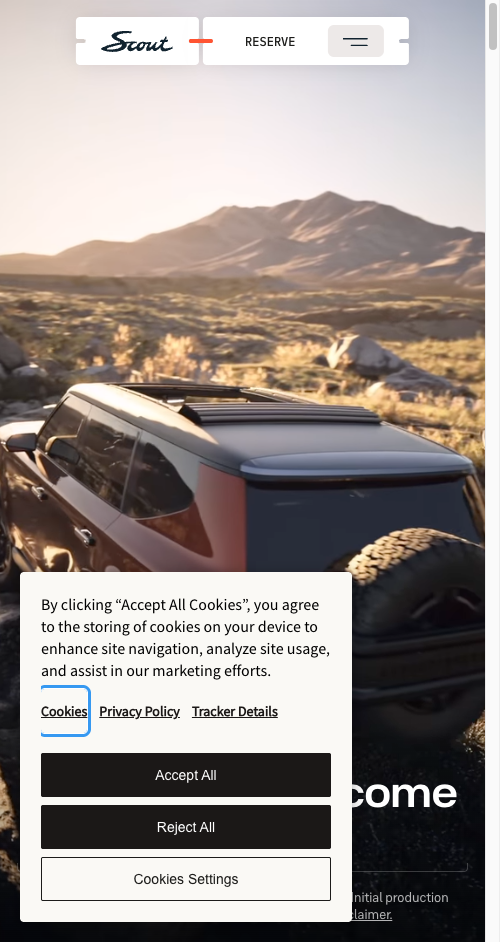 Scout
RESERVE
By clicking “Accept All Cookies”, you agree
to the storing of cookies on your device to
enhance site navigation, analyze site usage,
and assist in our marketing efforts.
Cookies Privacy Policy Tracker Details
Accept All
Reject All
Cookies Settings
come
Initial production
claimer.